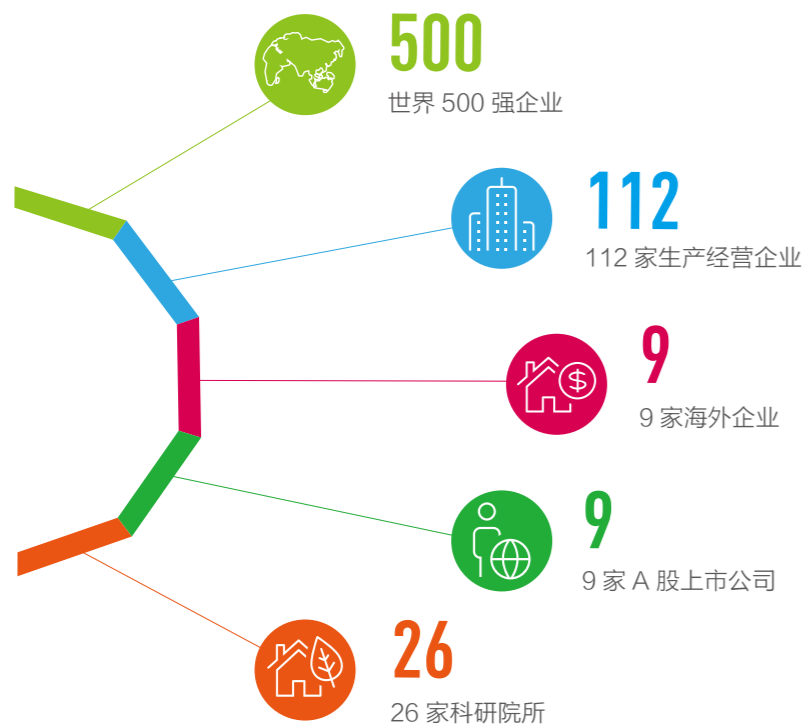 500
世界 500 强企业
112
112 家生产经营企业
9
9 家海外企业
$
9
9 家 A 股上市公司
26
26 家科研院所